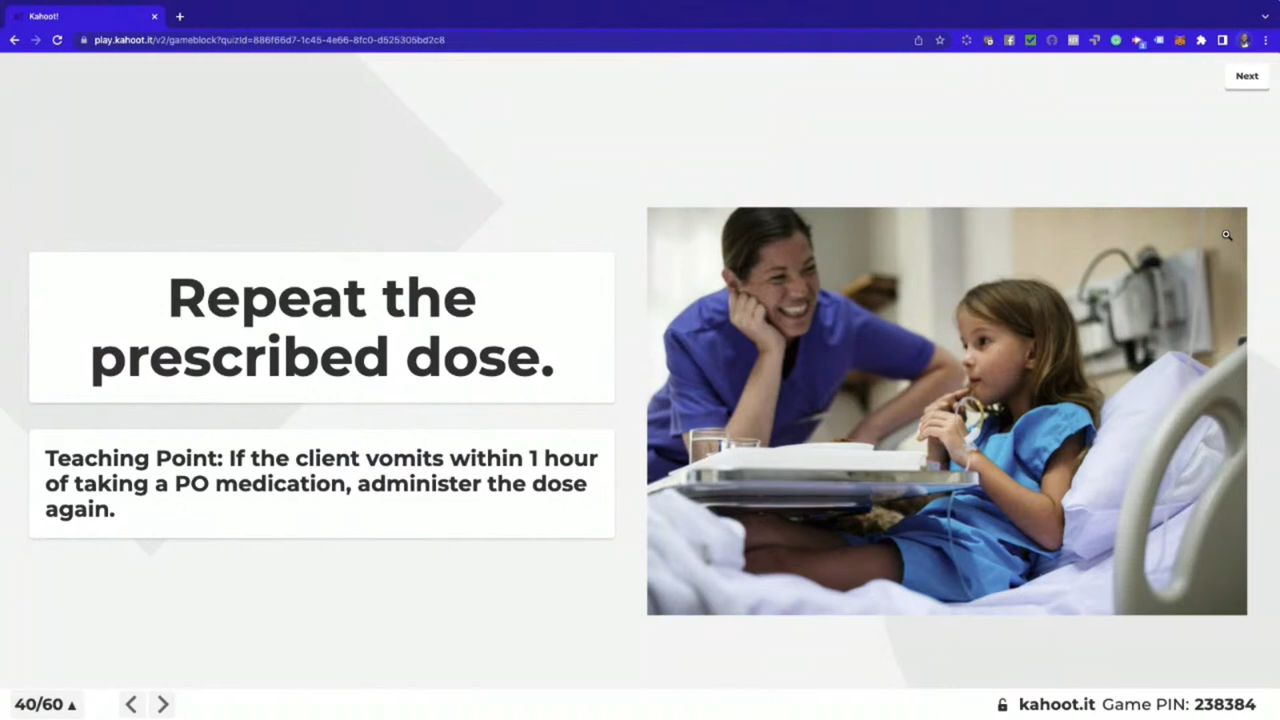 Kahoot!
play.kahoot.it/v2/gameblock?quizId=886f66d7-1c45-4e66-8fc0-d525305bd2c8
Next
Repeat the
prescribed dose.
Teaching Point: If the client vomits within 1 hour
of taking a PO medication, administer the dose
again.
40/60
kahoot.it Game PIN: 238384